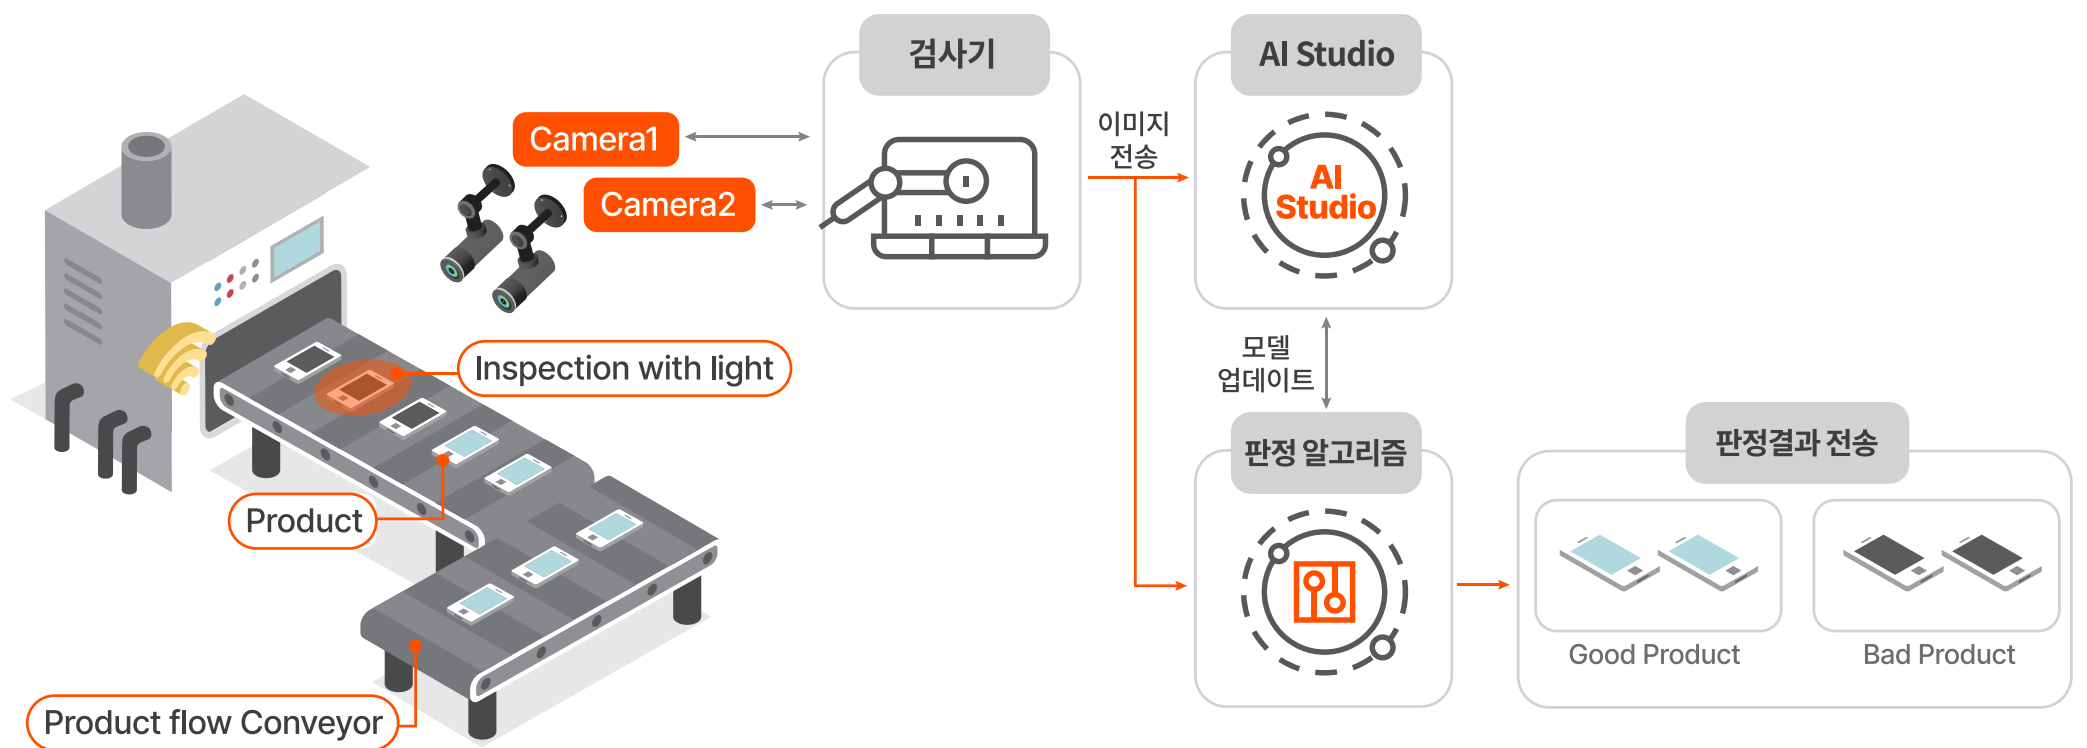 검사기
AI Studio
Camera1
Camera2
이미지
전송
AI
Studio
Inspection with light
모델
업데이트
판정 알고리즘
판정결과 전송
Product
Good Product
Bad Product
Product flow Conveyor